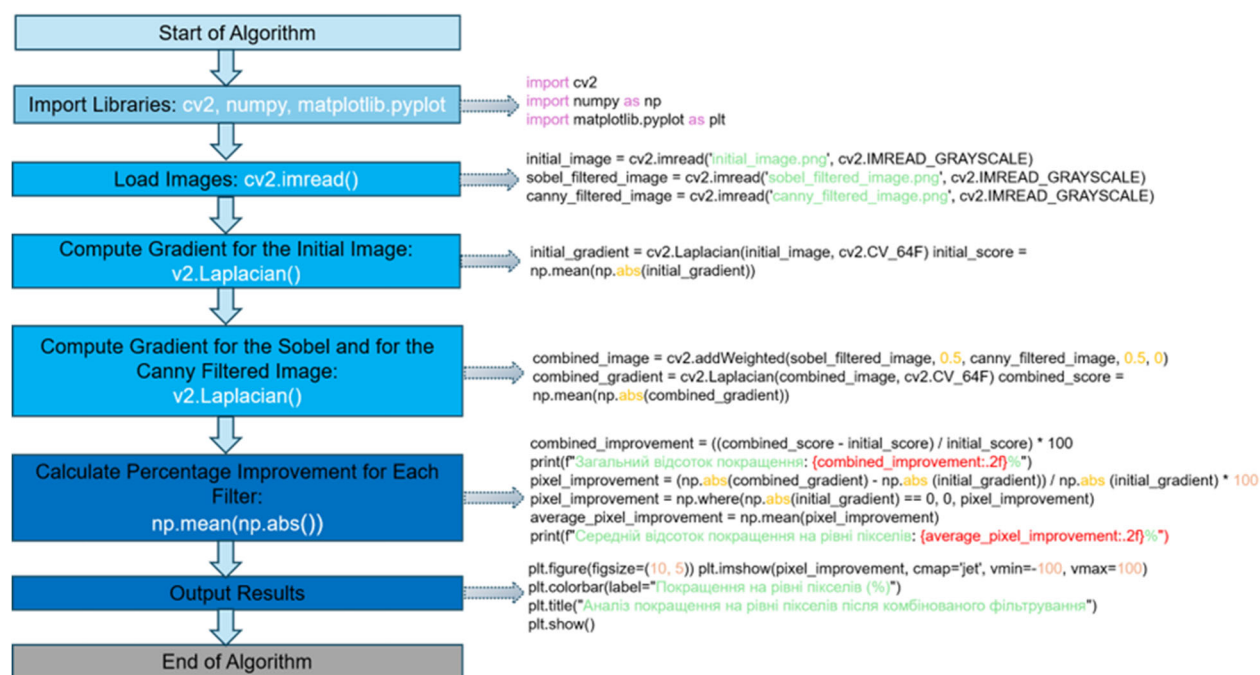 Start of Algorithm
Import Libraries: cv2, numpy, matplotlib.pyplot
import cv2
import numpy as np
import matplotlib.pyplot as plt
Load Images: cv2.imread()
initial_image = cv2.imread('initial_image.png', cv2.IMREAD_GRAYSCALE)
sobel_filtered_image = cv2.imread('sobel_filtered_image.png', cv2.IMREAD_GRAYSCALE)
canny_filtered_image = cv2.imread('canny_filtered_image.png', cv2.IMREAD_GRAYSCALE)
Compute Gradient for the Initial Image:
v2.Laplacian()
initial_gradient = cv2.Laplacian(initial_image, cv2.CV_64F) initial_score =
np.mean(np.abs(initial_gradient))
Compute Gradient for the Sobel and for the
Canny Filtered Image:
v2.Laplacian()
combined_image = cv2.addWeighted(sobel_filtered_image, 0.5, canny_filtered_image, 0.5, 0)
combined_gradient = cv2.Laplacian(combined_image, cv2.CV_64F) combined_score =
np.mean(np.abs(combined_gradient))
Calculate Percentage Improvement for Each
Filter:
np.mean(np.abs())
combined_improvement = ((combined_score - initial_score) / initial_score) * 100
print(f"Загальний відсоток покращення: {combined_improvement:.2f}%")
pixel_improvement = (np.abs(combined_gradient) - np.abs (initial_gradient)) / np.abs (initial_gradient) * 100
pixel_improvement = np.where(np.abs(initial_gradient) == 0, 0, pixel_improvement)
average_pixel_improvement = np.mean(pixel_improvement)
print(f"Середній відсоток покращення на рівні пікселів: {average_pixel_improvement:.2f}%")
Output Results
plt.figure(figsize=(10, 5)) plt.imshow(pixel_improvement, cmap='jet', vmin=-100, vmax=100)
plt.colorbar(label="Покращення на рівні пікселів (%)")
plt.title("Аналіз покращення на рівні пікселів після комбінованого фільтрування")
plt.show()
End of Algorithm